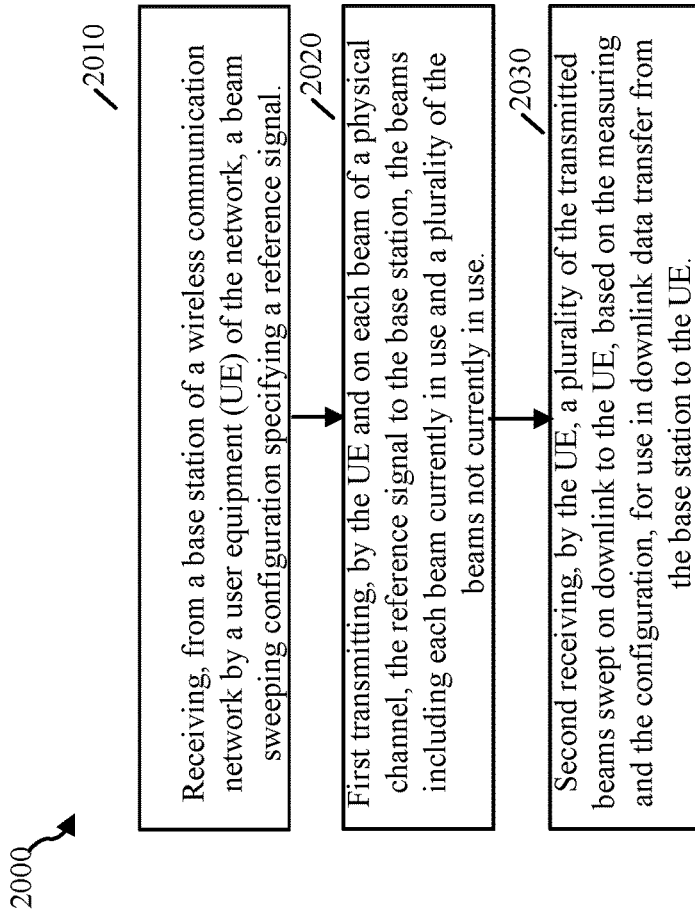 2000
2010
Receiving, from a base station of a wireless communication
network by a user equipment (UE) of the network, a beam
sweeping configuration specifying a reference signal.
2020
First transmitting, by the UE and on each beam of a physical
channel, the reference signal to the base station, the beams
including each beam currently in use and a plurality of the
beams not currently in use.
2030
Second receiving, by the UE, a plurality of the transmitted
beams swept on downlink to the UE, based on the measuring
and the configuration, for use in downlink data transfer from
the base station to the UE.